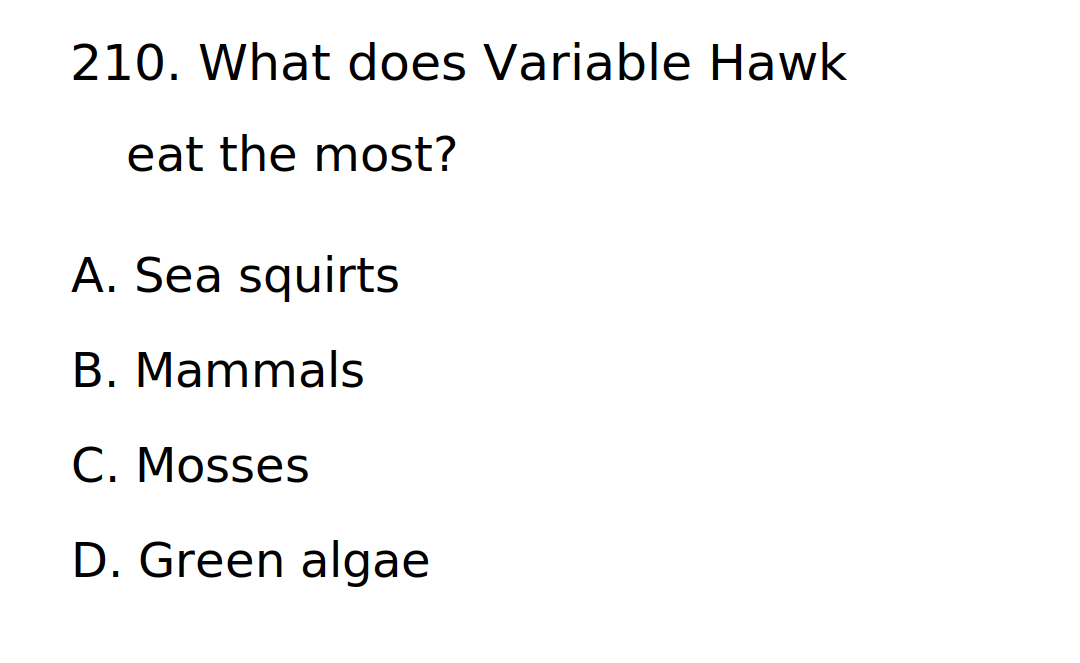 210. What does Variable Hawk
eat the most?
A. Sea squirts
B. Mammals
C. Mosses
D. Green algae